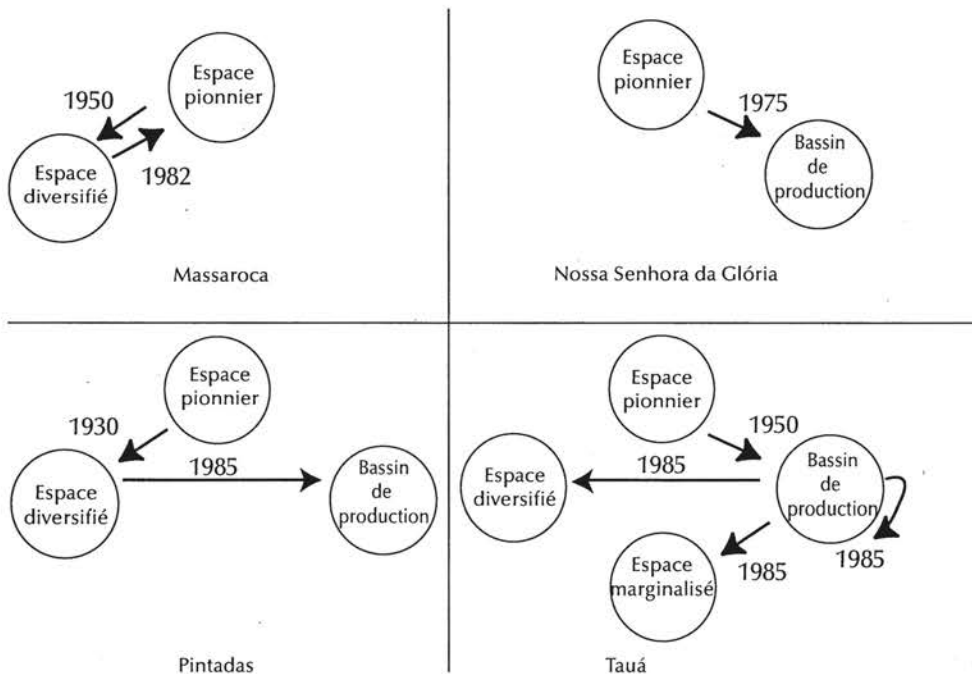 Espace
pionnier
1950
1982
Espace
diversifié
Massaroca
Espace
pionnier
1975
Bassin
de
production
Nossa Senhora da Glória
Espace
pionnier
1930
1985
Espace
diversifié
Bassin
de
production
Pintadas
Espace
pionnier
1950
1985
Espace
diversifié
Bassin
de
production
1985
1985
Espace
marginalisé
Tauá